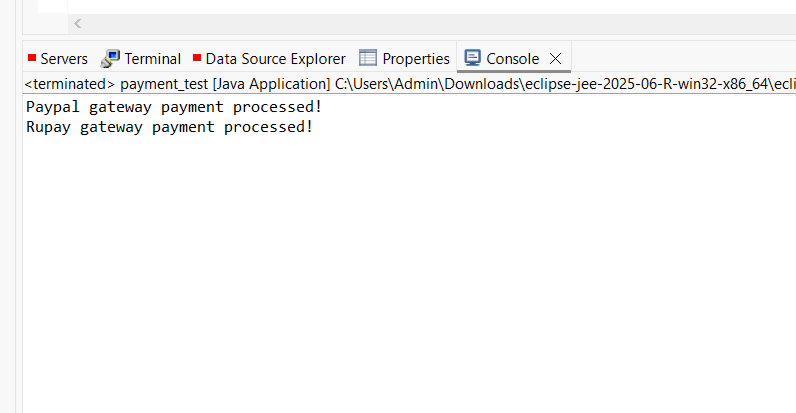 Servers Terminal Data Source Explorer Properties Console
<terminated> payment_test [Java Application] C:\Users\Admin\Downloads\eclipse-jee-2025-06-R-win32-x86_64\ecli
Paypal gateway payment processed!
Rupay gateway payment processed!